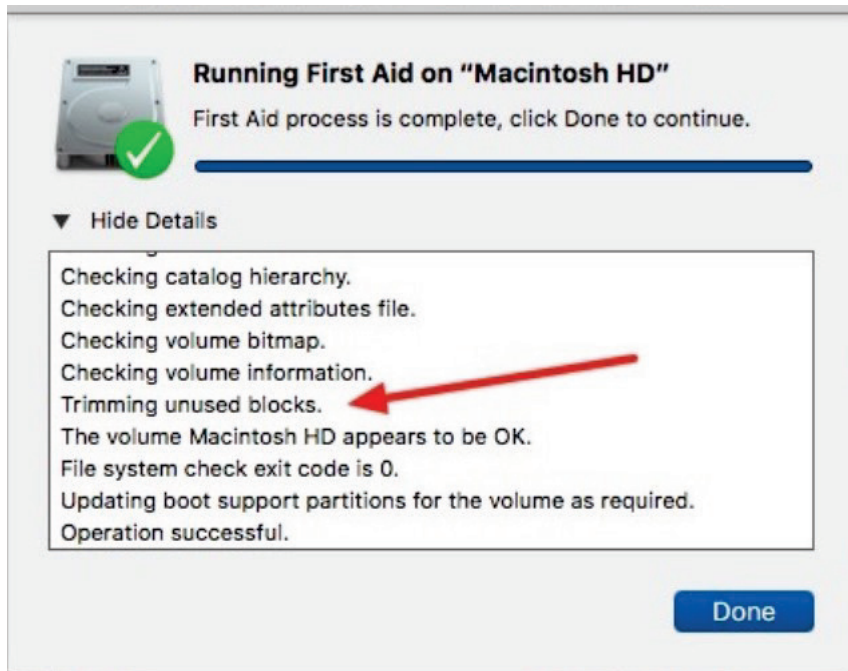 Running First Aid on “Macintosh HD”
First Aid process is complete, click Done to continue.
Hide Details
Checking catalog hierarchy.
Checking extended attributes file.
Checking volume bitmap.
Checking volume information.
Trimming unused blocks.
The volume Macintosh HD appears to be OK.
File system check exit code is 0.
Updating boot support partitions for the volume as required.
Operation successful.
Done